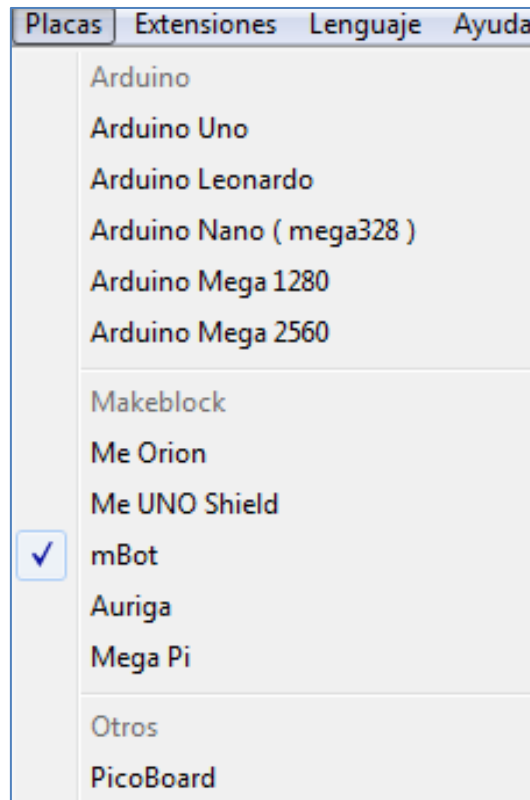 Placas Extensiones Lenguaje Ayuda
Arduino
Arduino Uno
Arduino Leonardo
Arduino Nano ( mega328 )
Arduino Mega 1280
Arduino Mega 2560
Makeblock
Me Orion
Me UNO Shield
mBot
Auriga
Mega Pi
Otros
PicoBoard